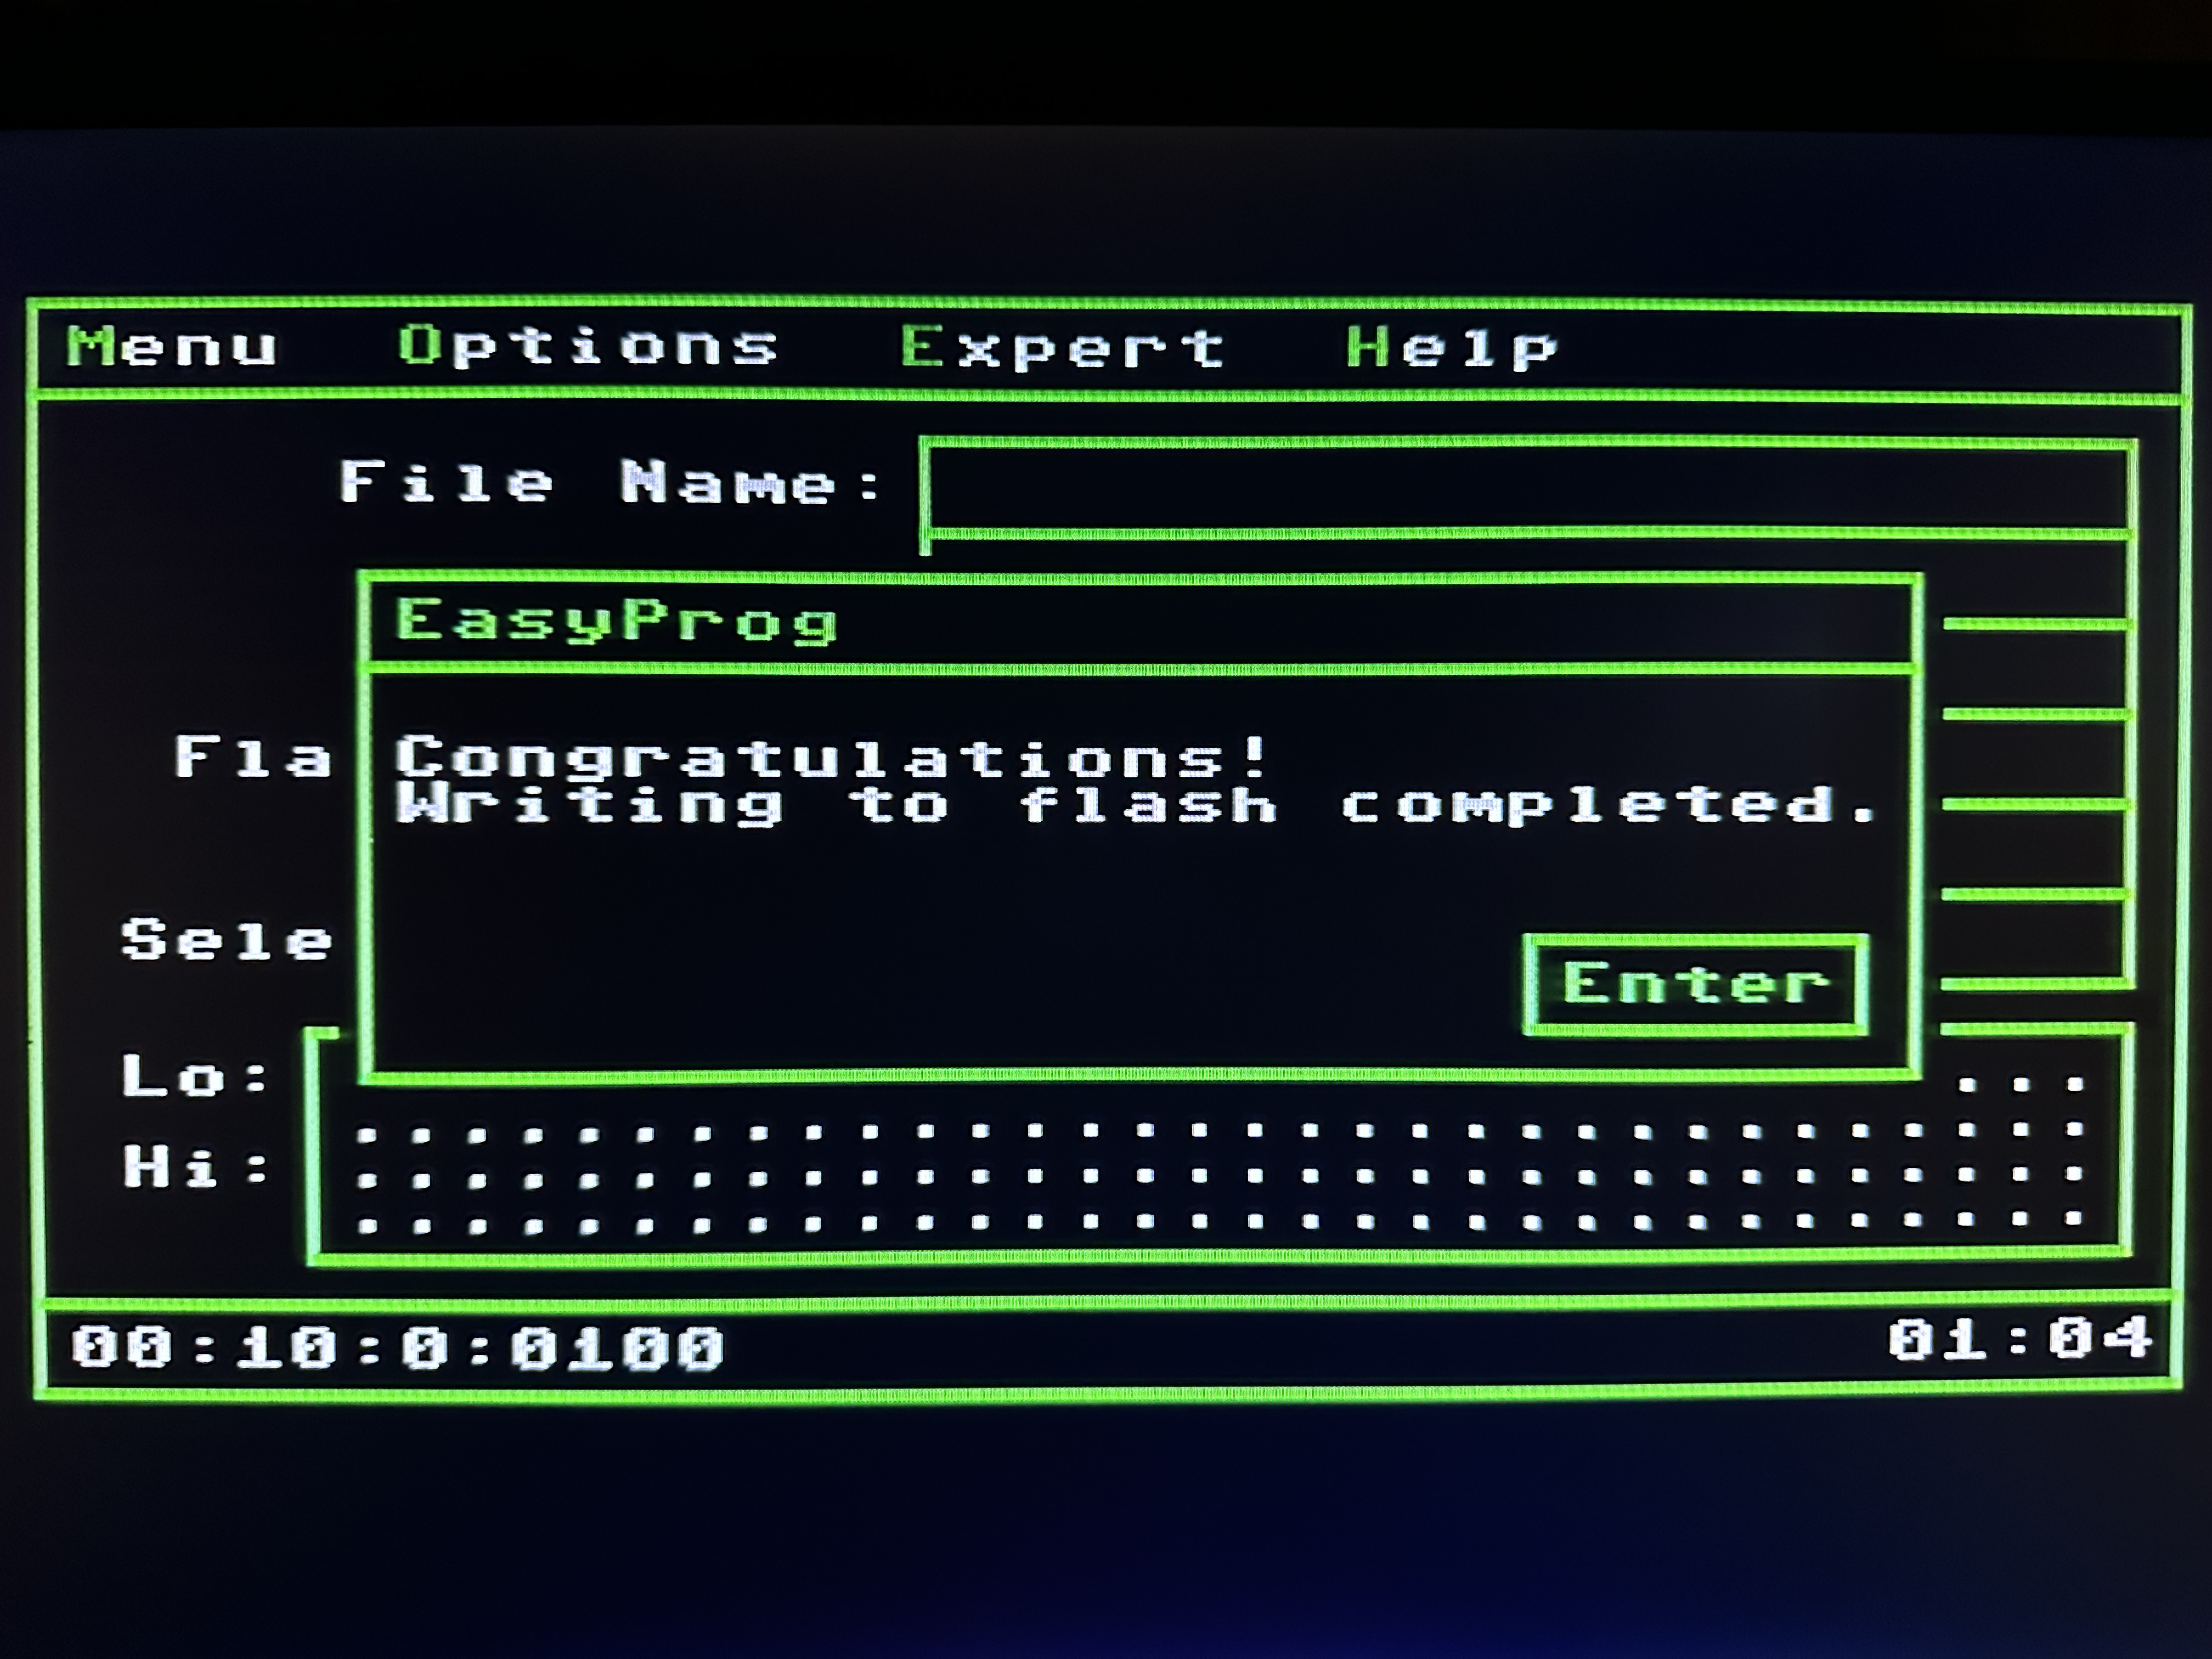 Menu Options Expert Help
File Name:
EasyProg
Fla
Congratulations!
Writing to flash completed.
Sele
Enter
Lo:
Hi:
00:10:0:0100 01:04